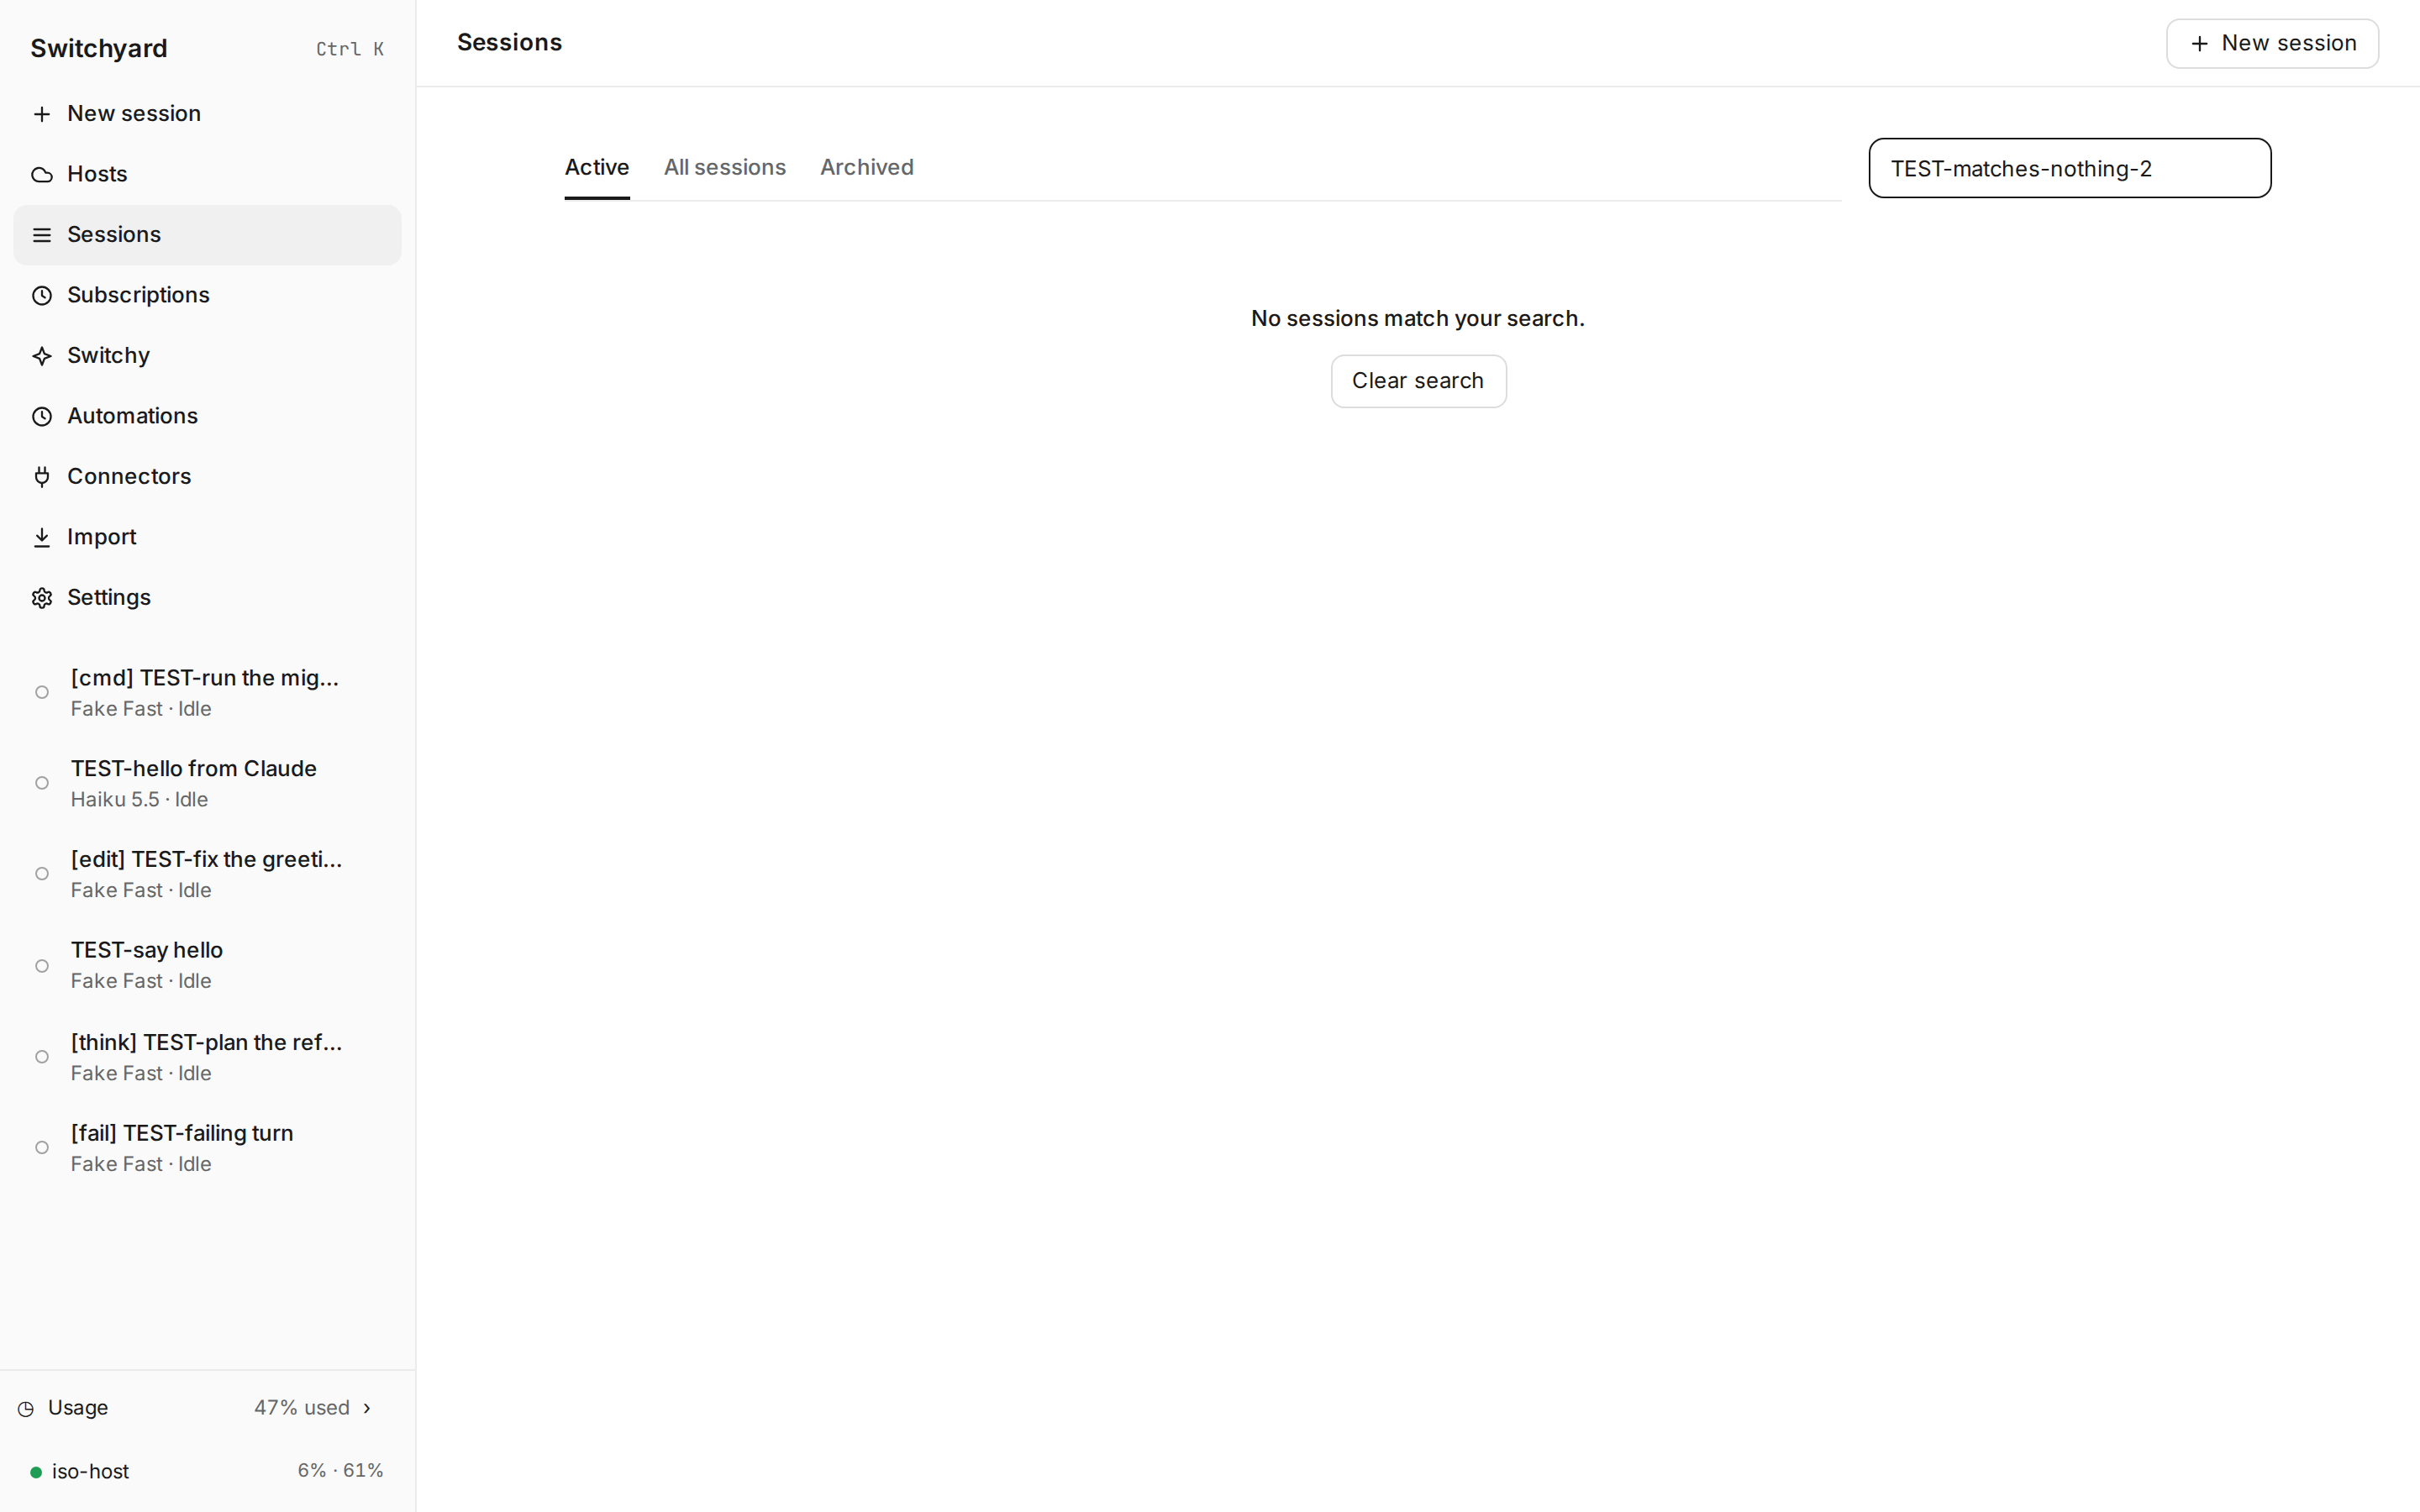 Switchyard
Ctrl K
New session
Hosts
Sessions
Subscriptions
Switchy
Automations
Connectors
Import
Settings
[cmd] TEST-run the mig...
Fake Fast · Idle
TEST-hello from Claude
Haiku 5.5 · Idle
[edit] TEST-fix the greeti...
Fake Fast · Idle
TEST-say hello
Fake Fast · Idle
[think] TEST-plan the ref...
Fake Fast · Idle
[fail] TEST-failing turn
Fake Fast · Idle
Usage
47% used
iso-host
6% · 61%
Sessions
New session
Active
All sessions
Archived
TEST-matches-nothing-2
No sessions match your search.
Clear search